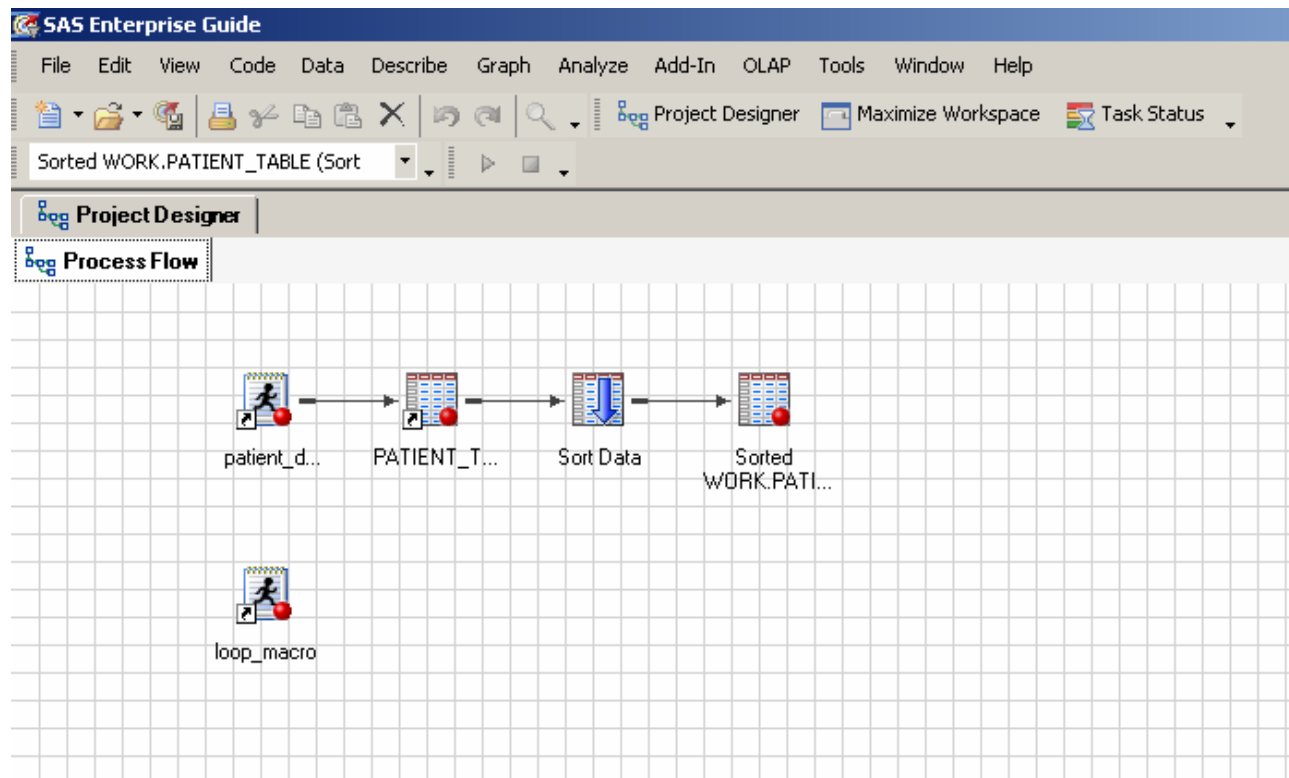 SAS Enterprise Guide
File Edit View Code Data Describe Graph Analyze Add-In OLAP Tools Window Help
Project Designer Maximize Workspace Task Status
Sorted WORK.PATIENT_TABLE (Sort
Project Designer
Process Flow
patient_d... PATIENT_T... Sort Data Sorted
WORK.PATI...
loop_macro